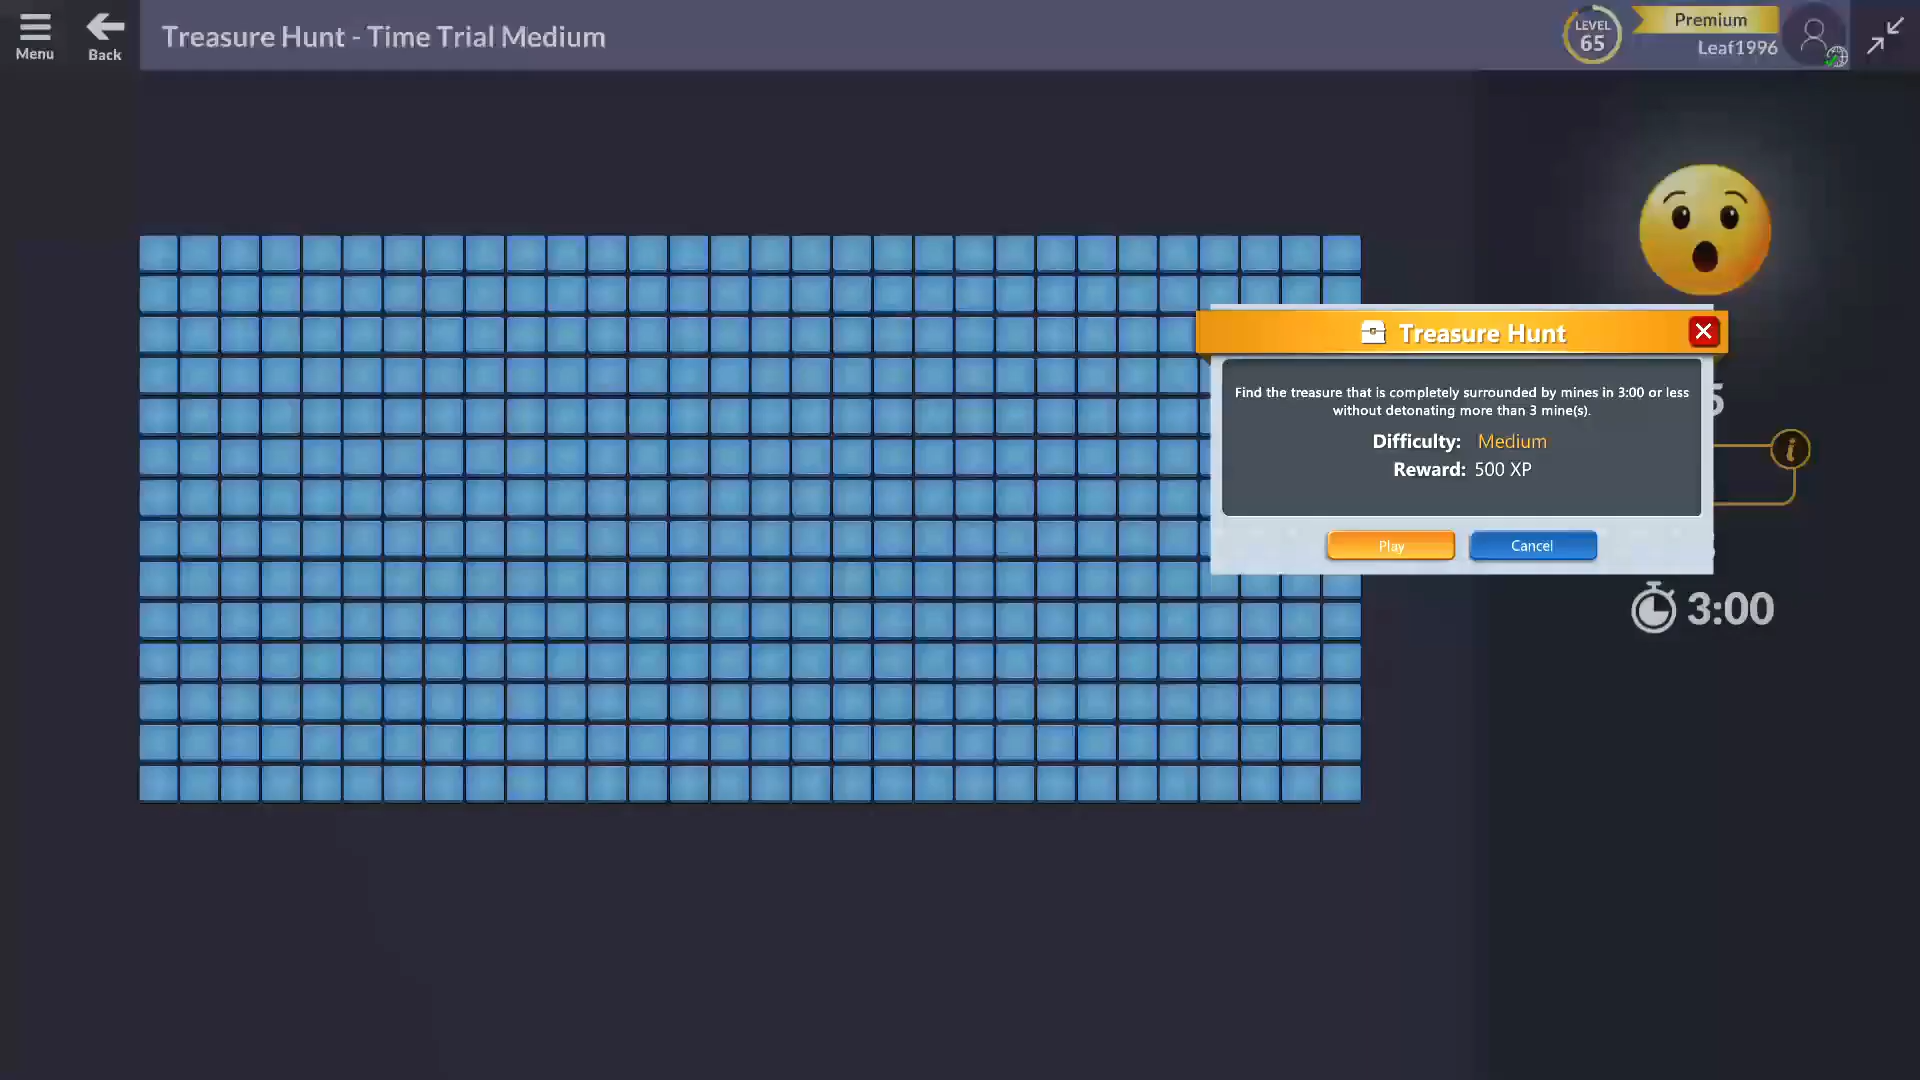 Menu
Back
Treasure Hunt - Time Trial Medium
LEVEL
65
Premium
Leaf1996
Treasure Hunt
Find the treasure that is completely surrounded by mines in 3:00 or less
without detonating more than 3 mine(s).
Difficulty: Medium
Reward: 500 XP
Play
Cancel
i
3:00